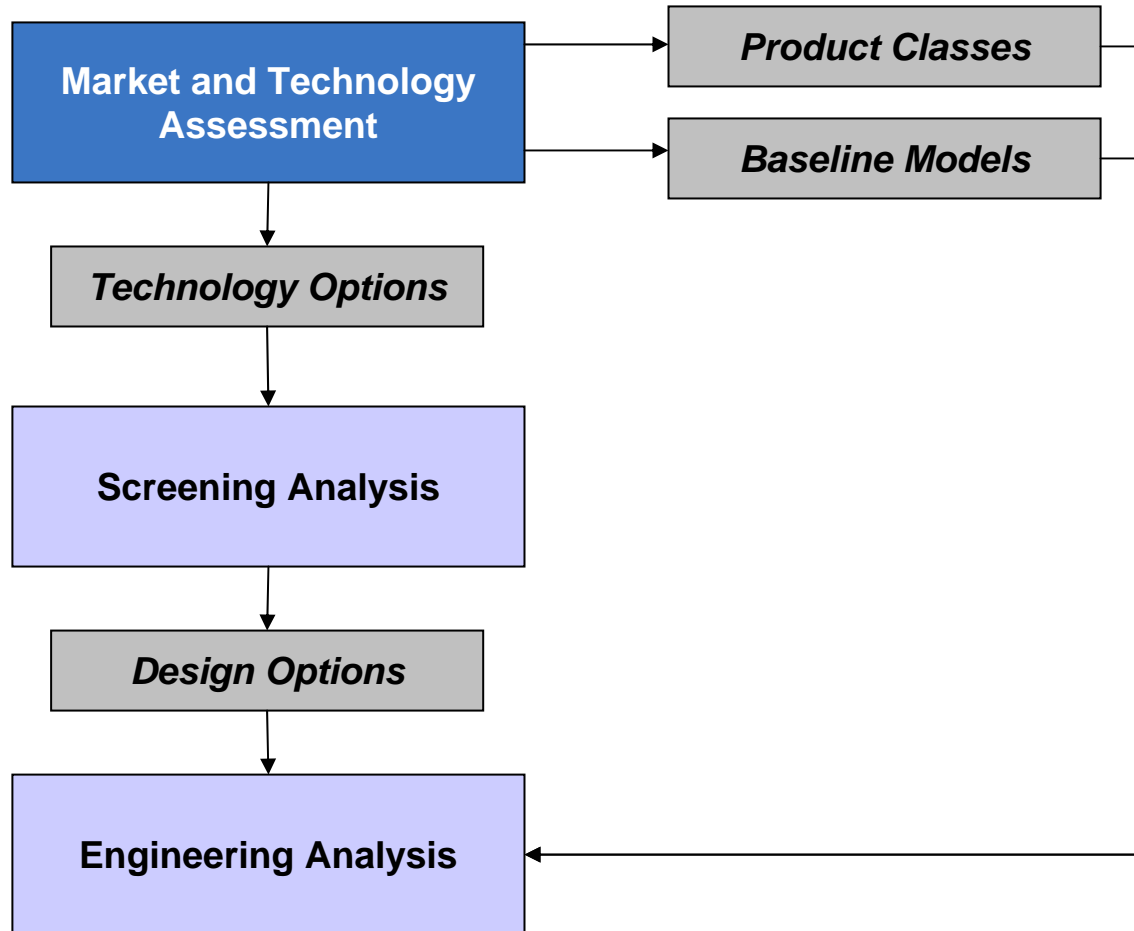 Market and Technology
Assessment
Product Classes
Baseline Models
Technology Options
Screening Analysis
Design Options
Engineering Analysis